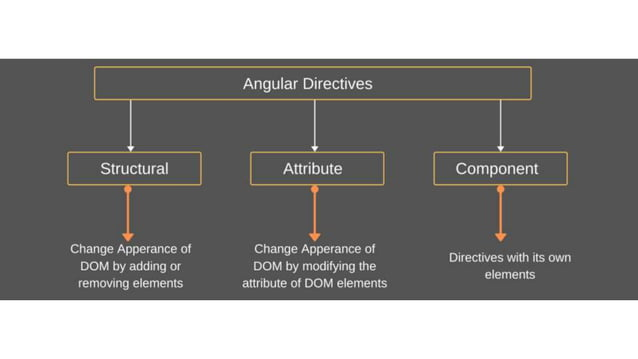 Angular Directives
Structural
Attribute
Component
Change Apperance of
DOM by adding or
removing elements
Change Apperance of
DOM by modifying the
attribute of DOM elements
Directives with its own
elements